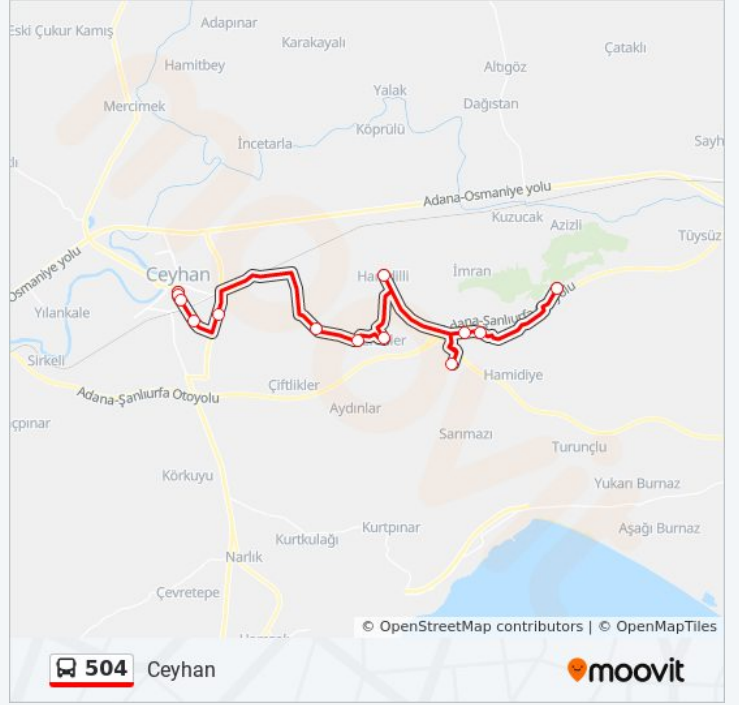 Eski Çukur Kamış
Adapınar
Karakayalı
Çataklı
Hamitbey
Altıgöz
Yalak
Mercimek
Dağıstan
Köprülü
İncetarla
Sayh
Adana-Osmaniye yolu
Kuzucak
Azizli
Tüysüz
Osmaniye yolu
Ceyhan
İmran
Yılankale
Sirkeli
Çiftlikler
Hamidiye
Adana-Şanlıurfa Otoyolu
Aydınlar
çpınar
Sarımazı
Turunçlu
Körkuyu
Yukarı Burnaz
Kurtpınar
Aşağı Burnaz
Kurtkulağı
Narlık
Çevretepe
© OpenStreetMap contributors | © OpenMapTiles
504 Ceyhan
moovit